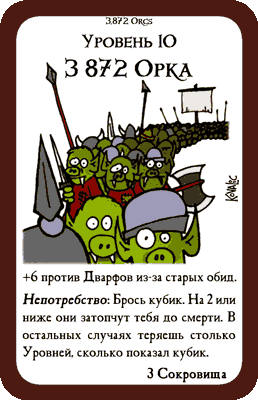 3,872 Orcs
Уровень 10
3 872 Орка
Kovalic
+6 против Дварфов из-за старых обид.
Непотребство: Брось кубик. На 2 или
ниже они затопчут тебя до смерти. В
остальных случаях теряешь столько
Уровней, сколько показал кубик.
3 Сокровища